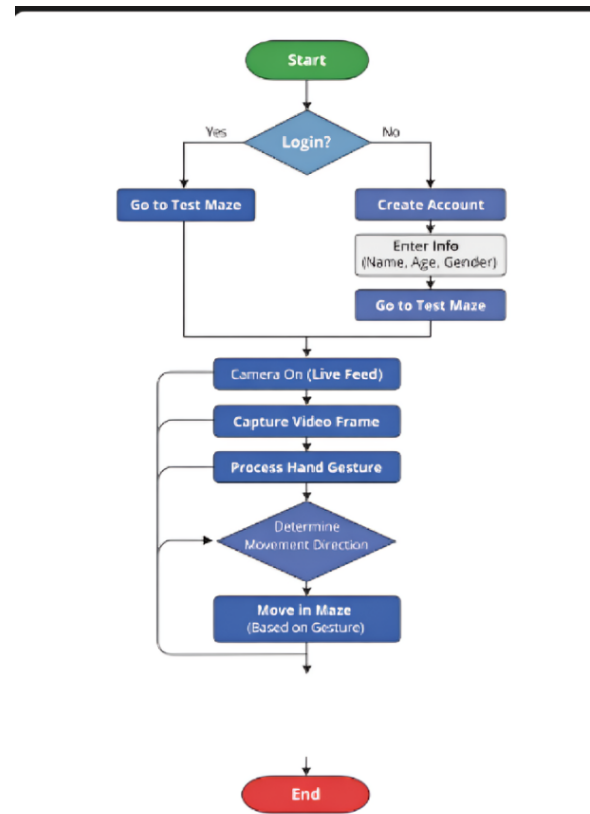 Start
Yes
Login?
No
Go to Test Maze
Create Account
Enter Info
(Name, Age, Gender)
Go to Test Maze
Camera On (Live Feed)
Capture Video Frame
Process Hand Gesture
Determine
Movement Direction
Move in Maze
(Based on Gesture)
End